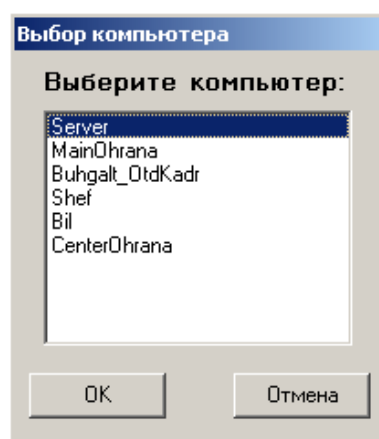 Выбор компьютера
Выберите компьютер:
Server
MainOhrana
Buhgalt_OtdKadr
Shef
Bil
CenterOhrana
OK
Отмена